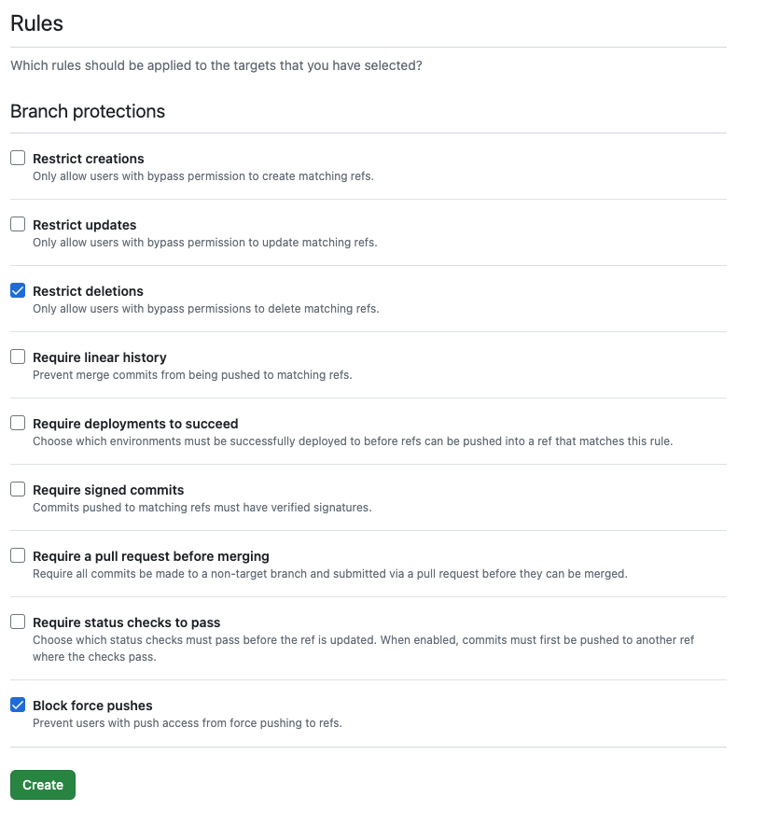 Rules
Which rules should be applied to the targets that you have selected?
Branch protections
Restrict creations
Only allow users with bypass permission to create matching refs.
Restrict updates
Only allow users with bypass permission to update matching refs.
Restrict deletions
Only allow users with bypass permissions to delete matching refs.
Require linear history
Prevent merge commits from being pushed to matching refs.
Require deployments to succeed
Choose which environments must be successfully deployed to before refs can be pushed into a ref that matches this rule.
Require signed commits
Commits pushed to matching refs must have verified signatures.
Require a pull request before merging
Require all commits be made to a non-target branch and submitted via a pull request before they can be merged.
Require status checks to pass
Choose which status checks must pass before the ref is updated. When enabled, commits must first be pushed to another ref
where the checks pass.
Block force pushes
Prevent users with push access from force pushing to refs.
Create